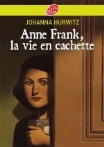 JOHANNA HURWITZ
Anne Frank,
la vie en cachette